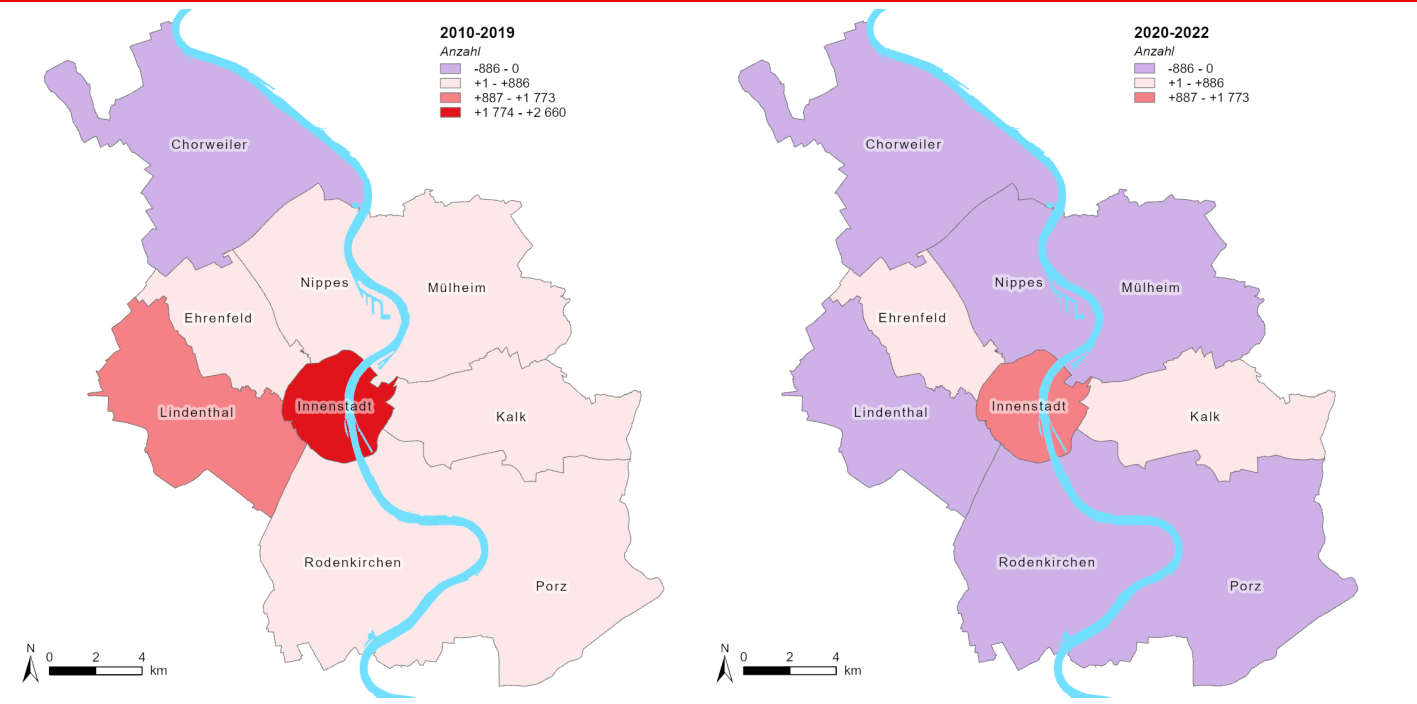 2010-2019
Anzahl
-886 - 0
+1 - +886
+887 - +1 773
+1 774 - +2 660
Chorweiler
Nippes
Mülheim
Ehrenfeld
Lindenthal
Innenstadt
Kalk
Rodenkirchen
Porz
N
0 2 4
km
2020-2022
Anzahl
-886 - 0
+1 - +886
+887 - +1 773
Chorweiler
Nippes
Mülheim
Ehrenfeld
Lindenthal
Innenstadt
Kalk
Rodenkirchen
Porz
N
0 2 4
km